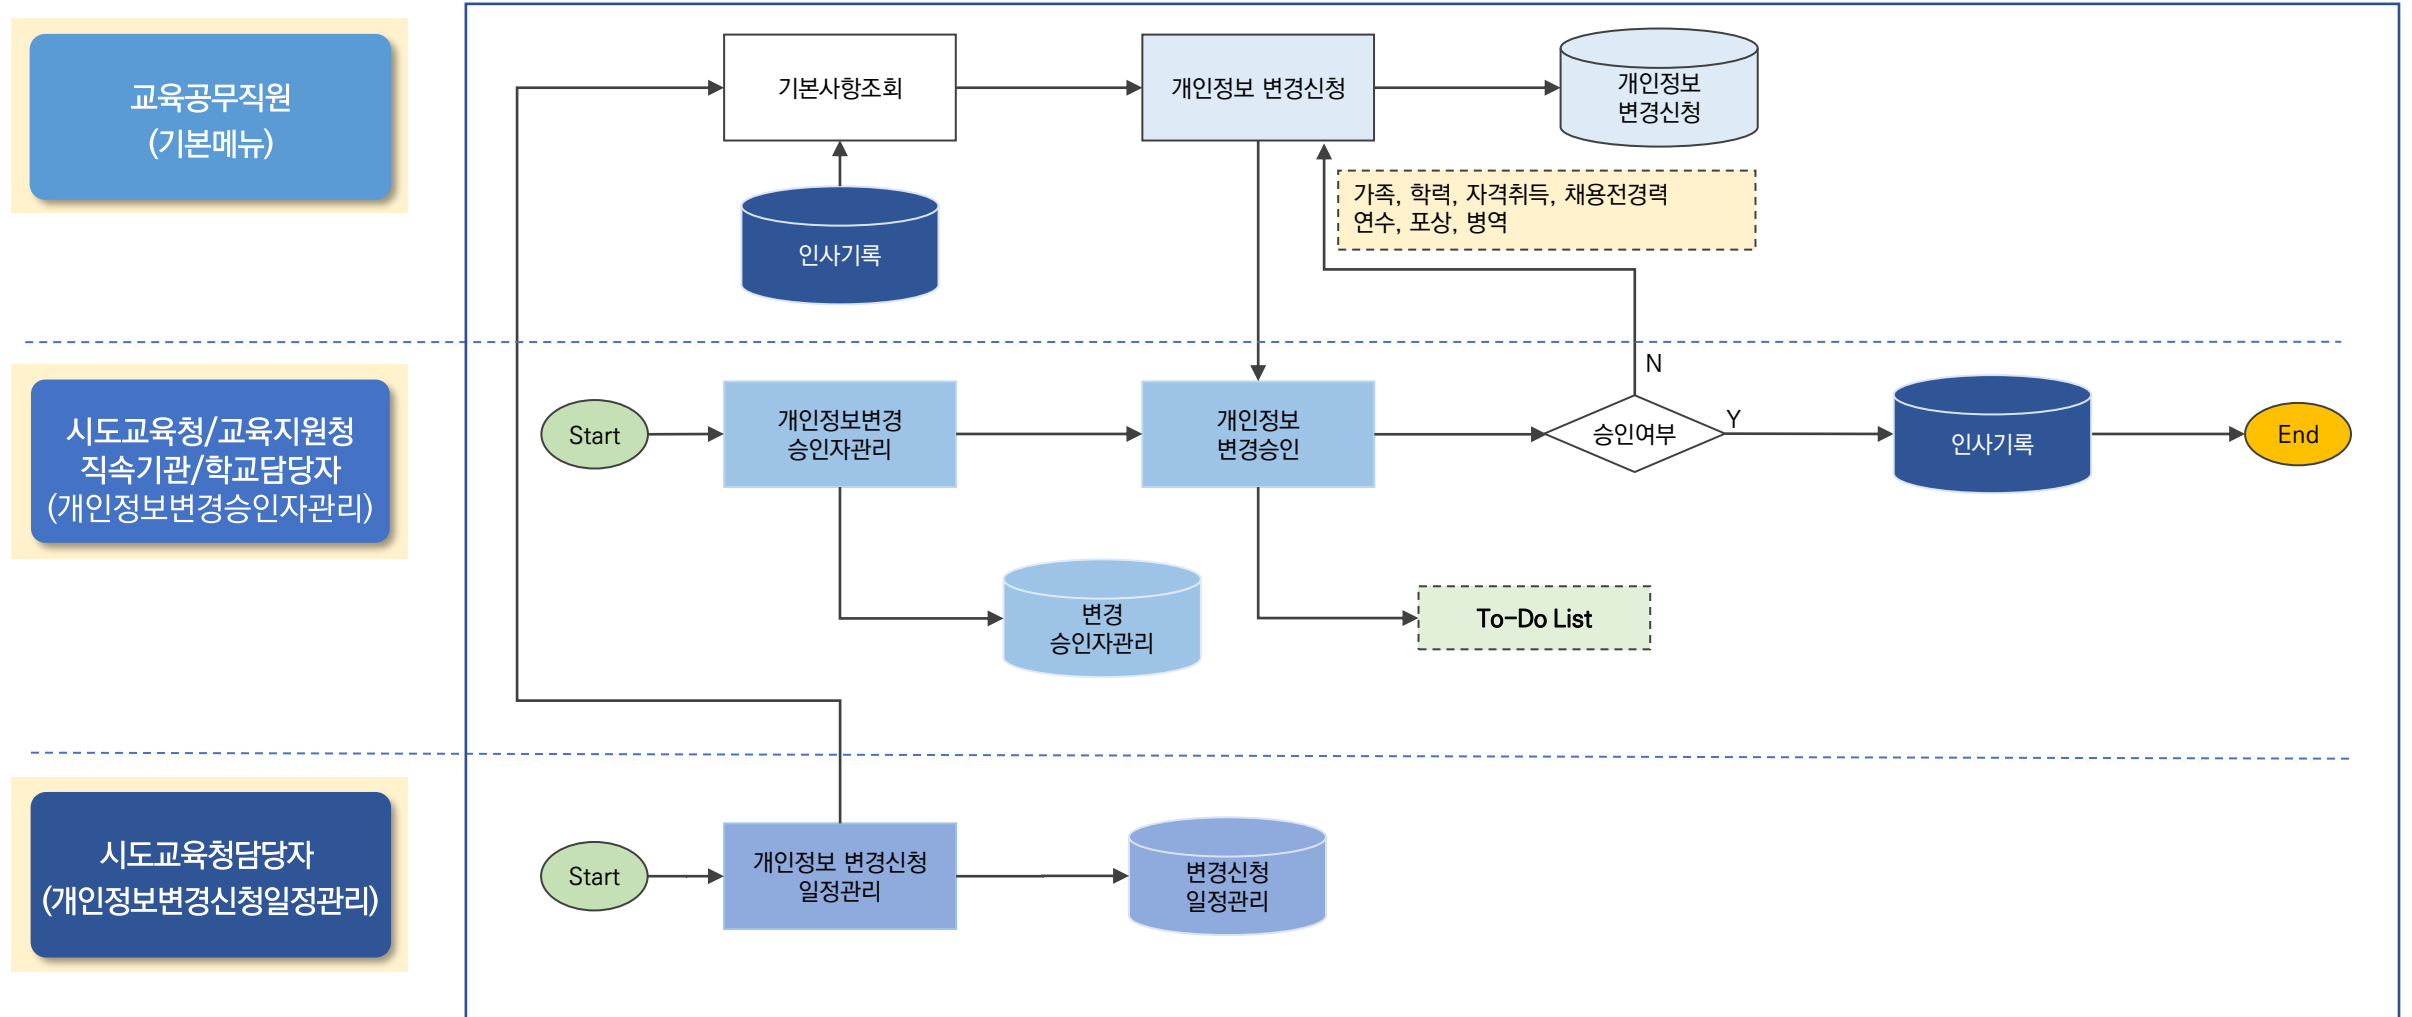 교육공무직원
(기본메뉴)
기본사항조회
개인정보 변경신청
개인정보
변경신청
인사기록
가족, 학력, 자격취득, 채용전경력
연수, 포상, 병역
시도교육청/교육지원청
직속기관/학교담당자
(개인정보변경승인자관리)
Start
개인정보변경
승인자관리
개인정보
변경승인
승인여부
N
Y
인사기록
End
변경
승인자관리
To-Do List
시도교육청담당자
(개인정보변경신청일정관리)
Start
개인정보 변경신청
일정관리
변경신청
일정관리